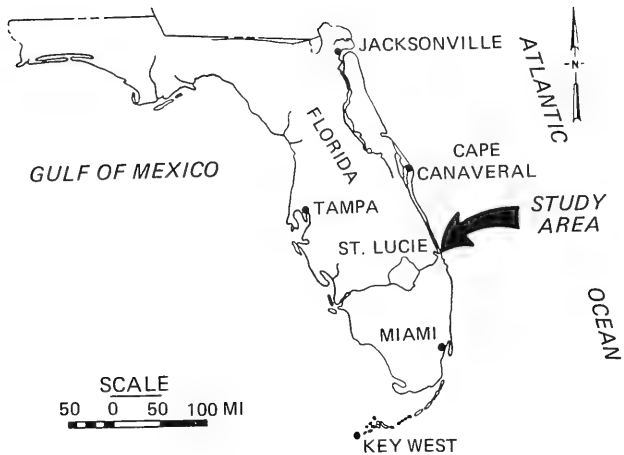 JACKSONVILLE
ATLANTIC
-N-
FLORIDA
CAPE
CANAVERAL
GULF OF MEXICO
TAMPA
STUDY
AREA
ST. LUCIE
OCEAN
MIAMI
SCALE
50 0 50 100 MI
KEY WEST